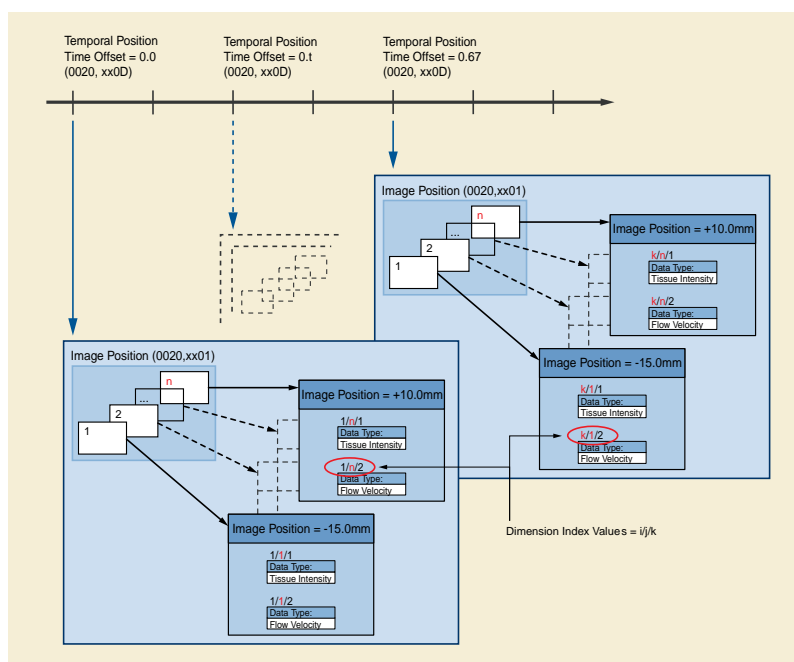 Temporal Position
Time Offset = 0.0
(0020, xx0D)
Temporal Position
Time Offset = 0.t
(0020, xx0D)
Temporal Position
Time Offset = 0.67
(0020, xx0D)
Image Position (0020,xx01)
n
...
2
1
Image Position = +10.0mm
k/n/1
Data Type:
Tissue Intensity
k/n/2
Data Type:
Flow Velocity
Image Position = -15.0mm
k/1/1
Data Type:
Tissue Intensity
k/1/2
Data Type:
Flow Velocity
Image Position (0020,xx01)
n
...
2
1
Image Position = +10.0mm
1/n/1
Data Type:
Tissue Intensity
1/n/2
Data Type:
Flow Velocity
Image Position = -15.0mm
1/1/1
Data Type:
Tissue Intensity
1/1/2
Data Type:
Flow Velocity
Dimension Index Values = i/j/k